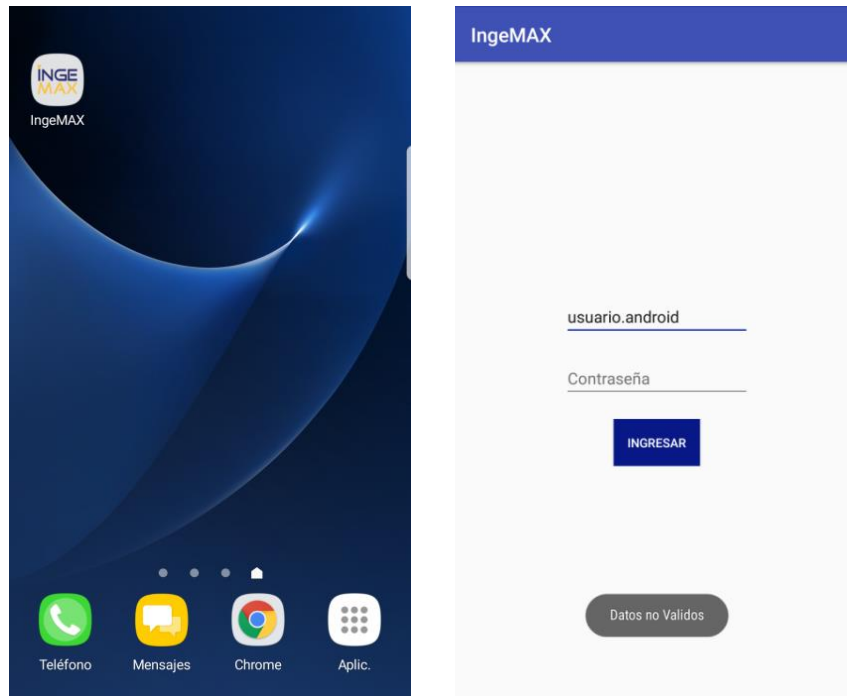 INGE
MAX
IngeMAX
Teléfono
Mensajes
Chrome
Aplic.
IngeMAX
usuario.android
Contraseña
INGRESAR
Datos no Validos